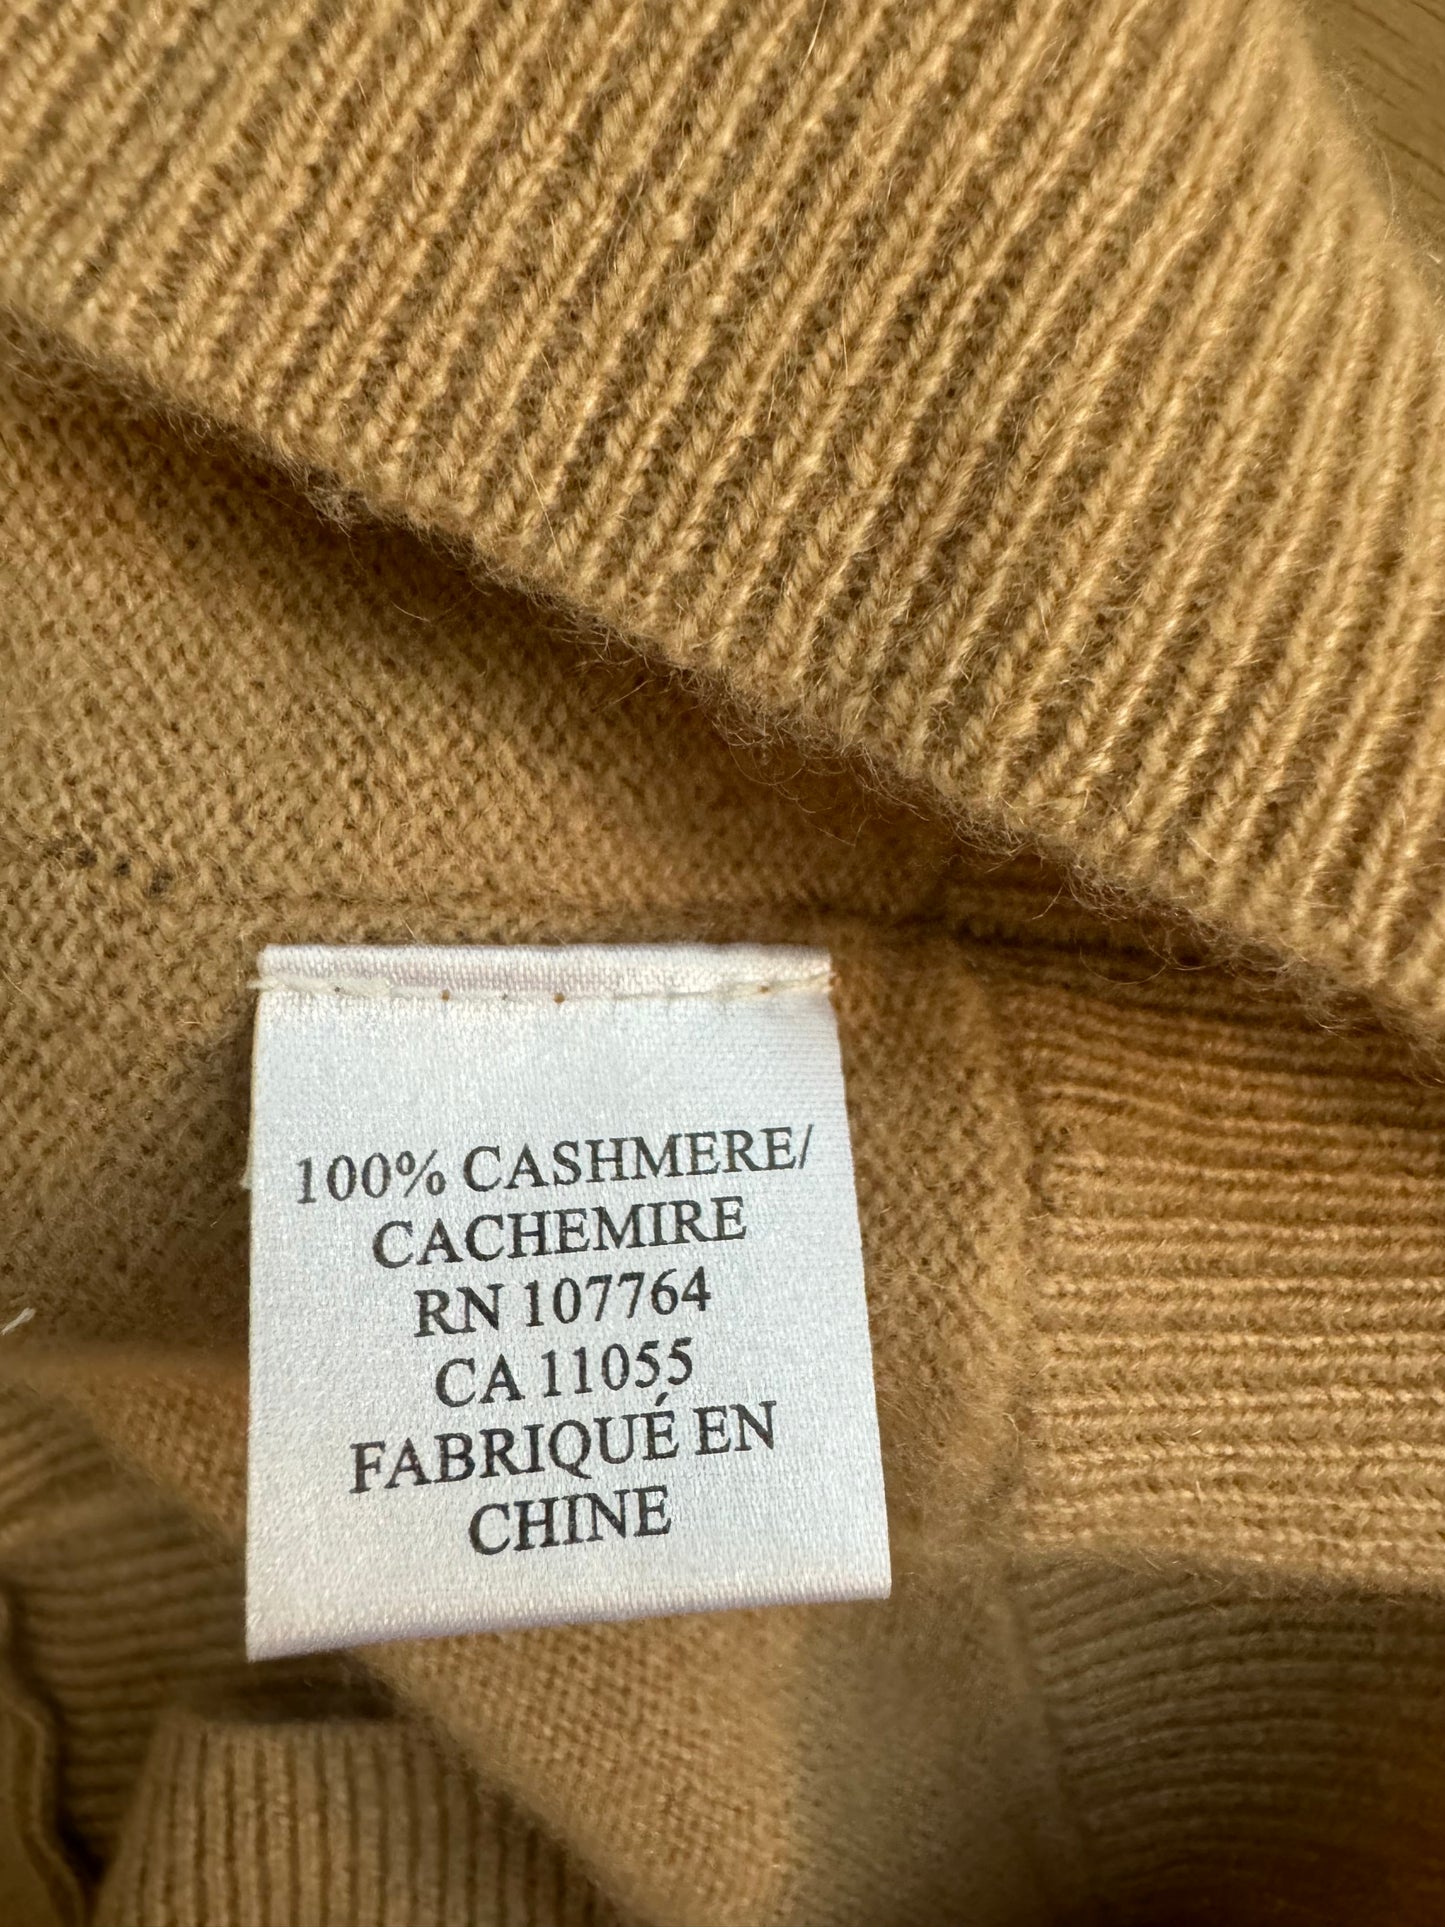 100% CASHMERE/
CACHEMIRE
RN 107764
CA 11055
FABRIQUÉ EN
CHINE